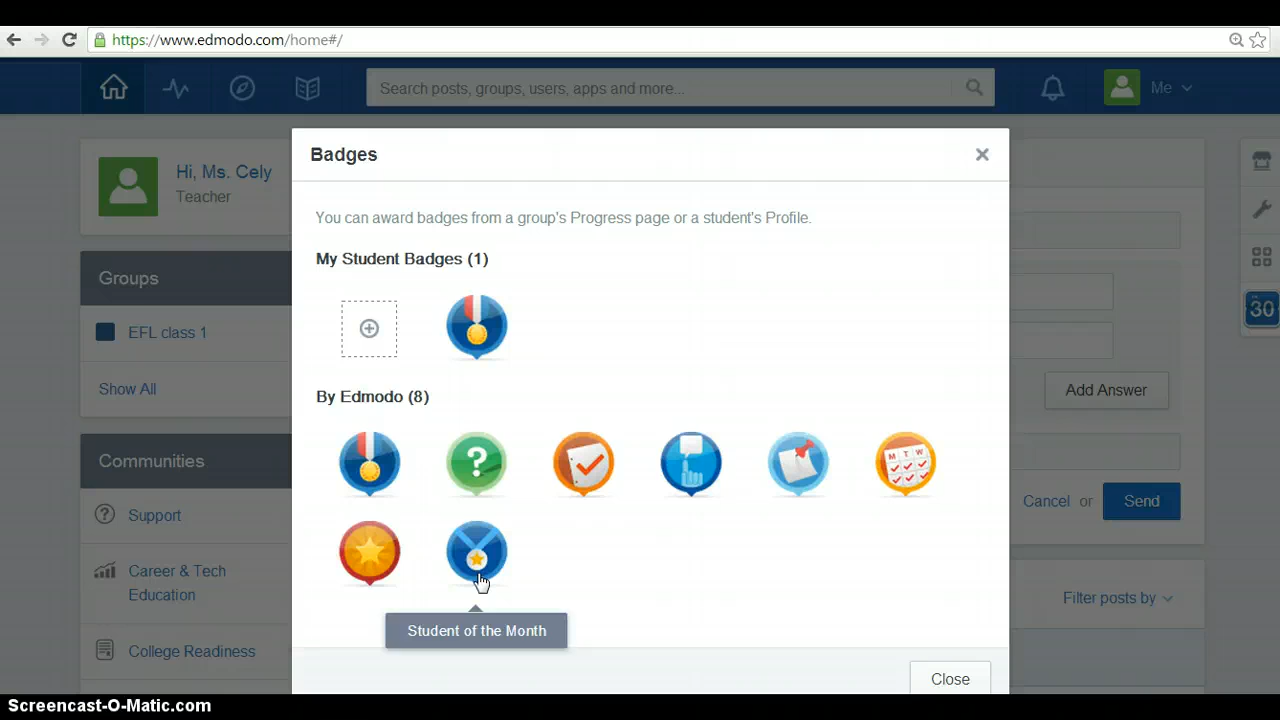 https://www.edmodo.com/home#/
Search posts, groups, users, apps and more...
Me
Badges
Hi, Ms. Cely
Teacher
You can award badges from a group's Progress page or a student's Profile.
My Student Badges (1)
Groups
EFL class 1
30
Show All
By Edmodo (8)
Add Answer
Communities
?
M T W
Support
?
Cancel or Send
Career & Tech
Education
Filter posts by
Student of the Month
College Readiness
Close
Screencast-O-Matic.com